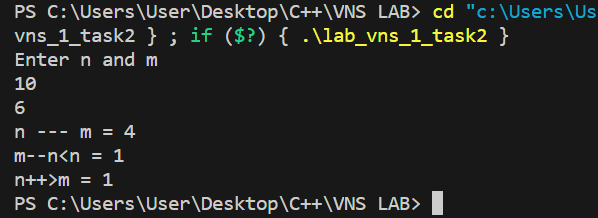 PS C:\Users\User\Desktop\C++\VNS LAB> cd "c:\Users\Us
vns_1_task2 } ; if ($?) { .\lab_vns_1_task2 }
Enter n and m
10
6
n --- m = 4
m--n<n = 1
n++>m = 1
PS C:\Users\User\Desktop\C++\VNS LAB>